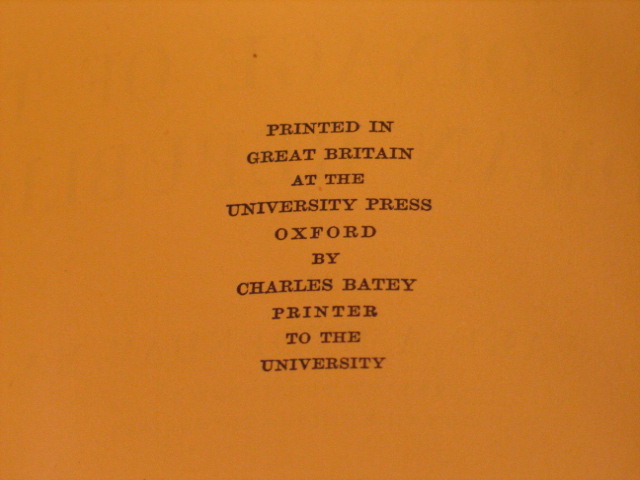 PRINTED IN
GREAT BRITAIN
AT THE
UNIVERSITY PRESS
OXFORD
BY
CHARLES BATEY
PRINTER
TO THE
UNIVERSITY